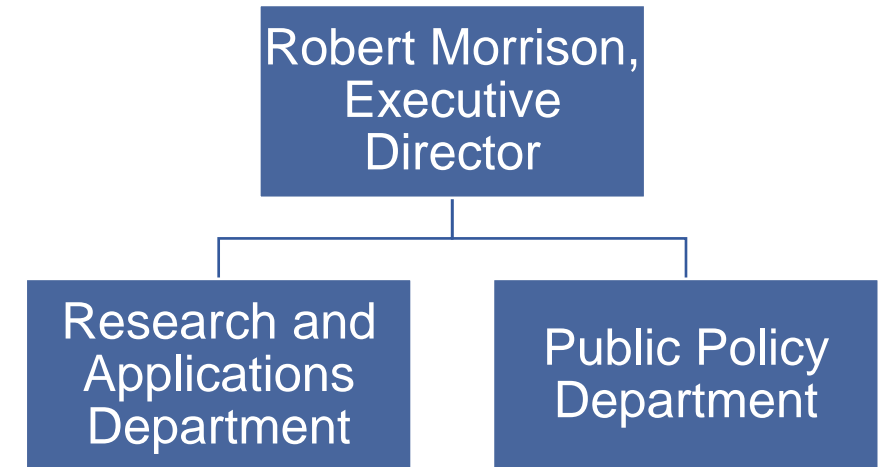 Robert Morrison,
Executive
Director
Research and
Applications
Department
Public Policy
Department